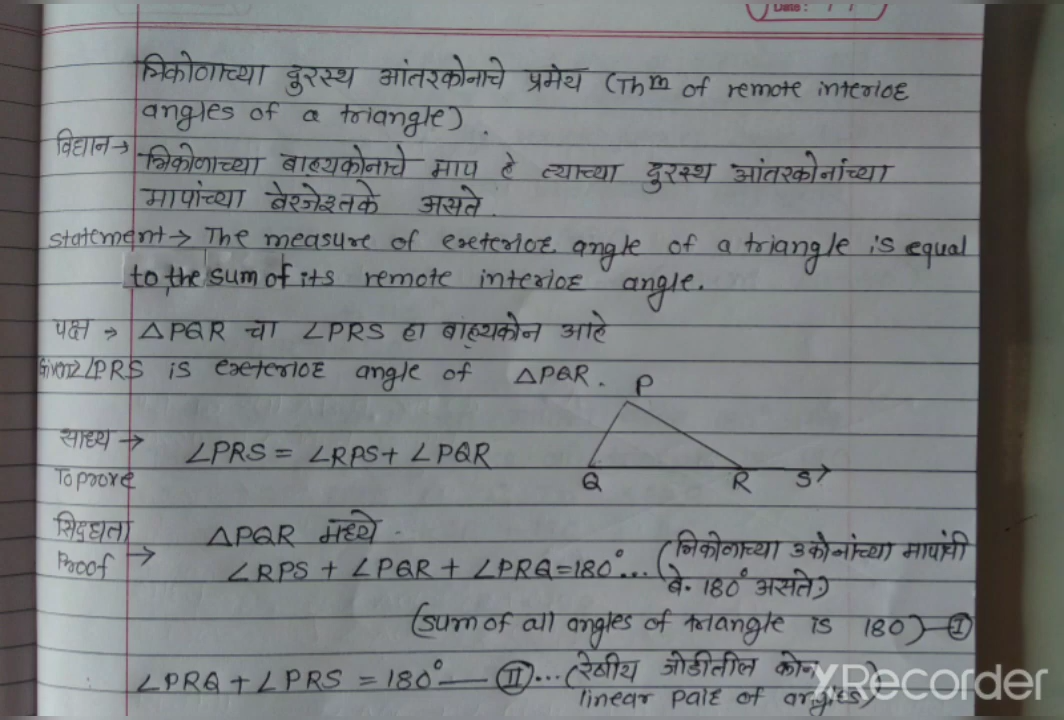 Date :
त्रिकोणाच्या दुरस्थ आंतरकोनाचे प्रमेय (Thm of remote interior
angles of a triangle).
विधान→
त्रिकोणाच्या बाह्यकोनाचे माप हे त्याच्या दुरस्थ आंतरकोनांच्या
मापांच्या बेरजेइतके असते.
statement→ The measure of exeterior angle of a triangle is equal
to the sum of its remote interior angle.
पक्ष → △PQR चा ∠PRS हा बाह्यकोन आहे
Given→∠PRS is exeterior angle of △PQR.
P
साध्य →
∠PRS = ∠RPS+ ∠PQR
To prove
Q R S
सिद्धता
△PQR मध्ये.
Proof →
∠RPS + ∠PQR + ∠PRQ=180°... (त्रिकोणाच्या 3 कोनांच्या मापांची
बे. 180° असते.)
(sum of all angles of triangle is 180)—Ⓘ
∠PRQ + ∠PRS = 180° — Ⓘ Ⓘ...(रेषीय जोडीतील कोन
linear pair of angles)
XRecorder